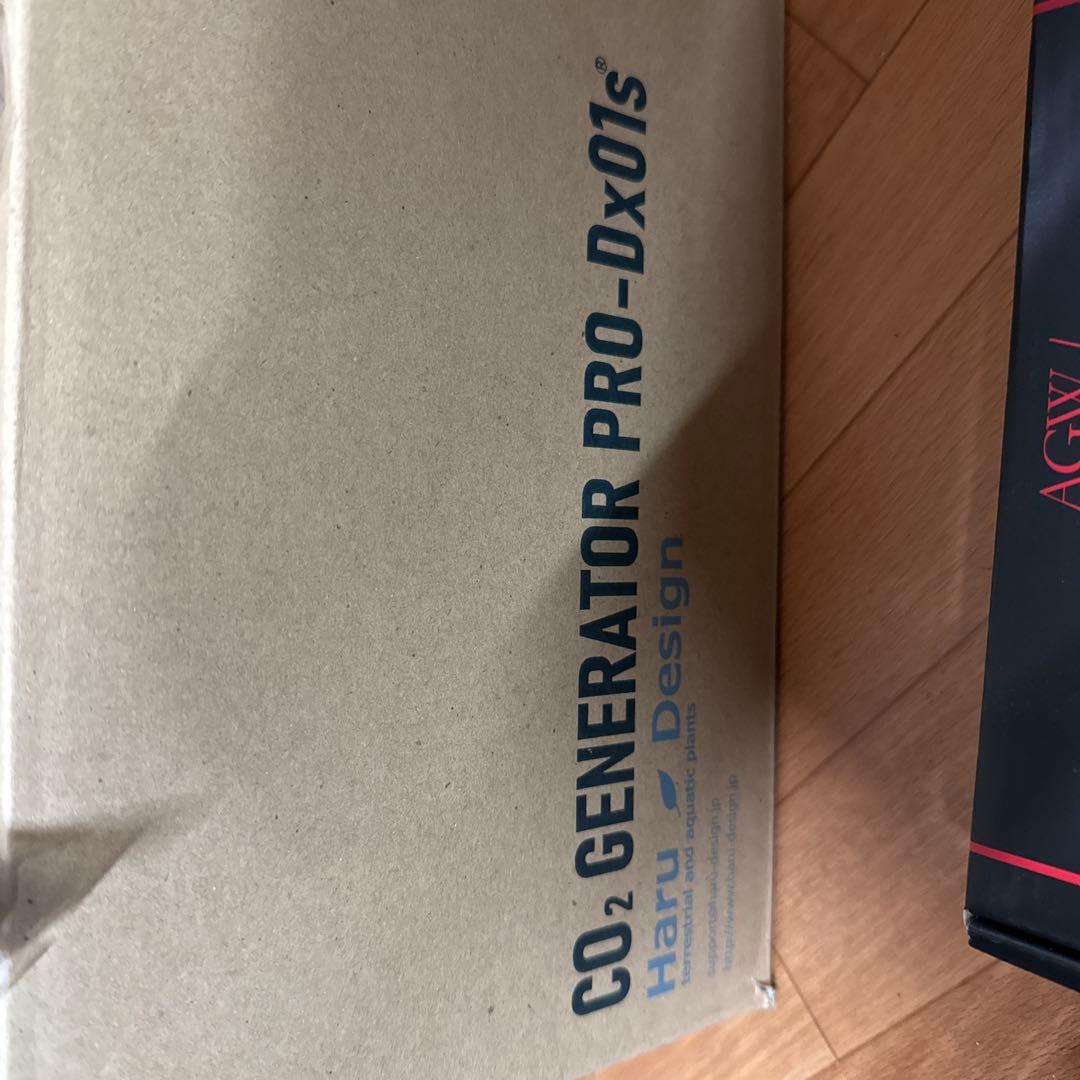 CO₂ GENERATOR PRO-Dx01s®
Haru Design
terrestrial and aquatic plants
support@haru-design.jp
http://www.haru-design.jp
AGW